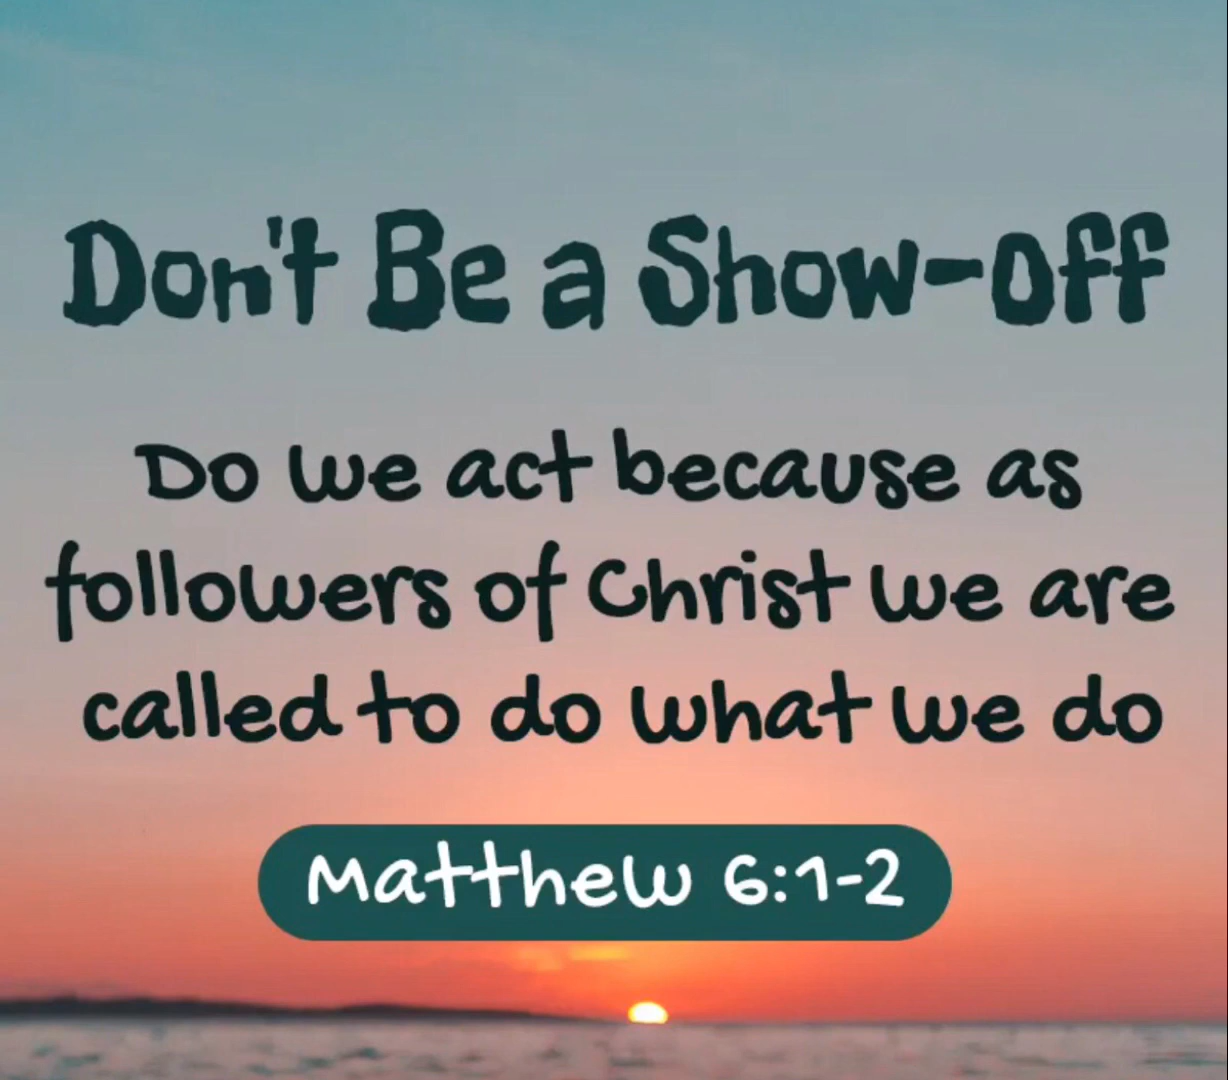 Don't Be a Show-off
Do we act because as
followers of Christ we are
called to do what we do
Matthew 6:1-2